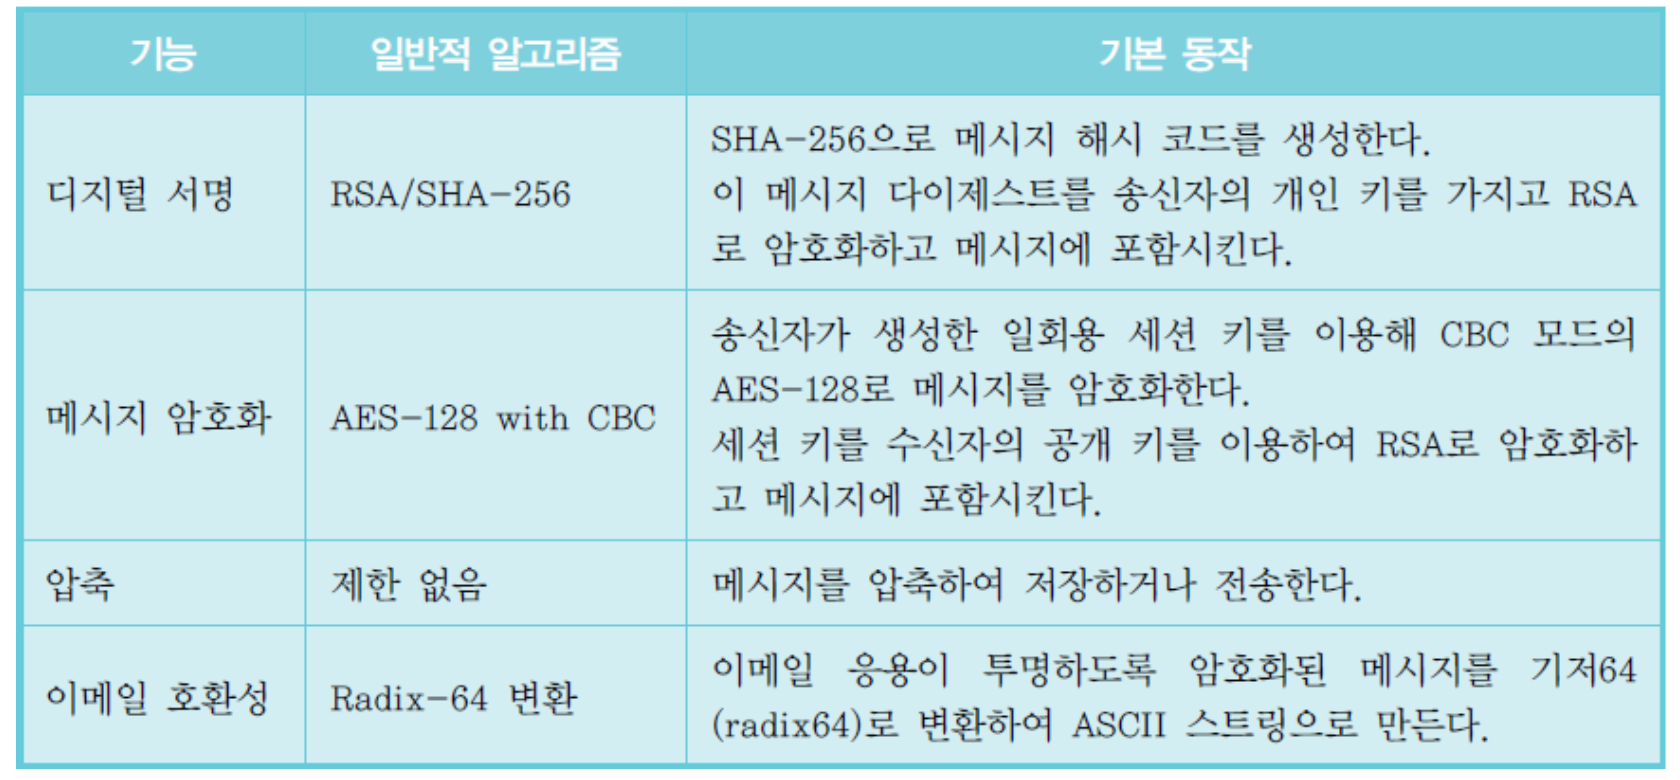 기능
일반적 알고리즘
기본 동작
디지털 서명
RSA/SHA-256
SHA-256으로 메시지 해시 코드를 생성한다.
이 메시지 다이제스트를 송신자의 개인 키를 가지고 RSA
로 암호화하고 메시지에 포함시킨다.
메시지 암호화
AES-128 with CBC
송신자가 생성한 일회용 세션 키를 이용해 CBC 모드의
AES-128로 메시지를 암호화한다.
세션 키를 수신자의 공개 키를 이용하여 RSA로 암호화하
고 메시지에 포함시킨다.
압축
제한 없음
메시지를 압축하여 저장하거나 전송한다.
이메일 호환성
Radix-64 변환
이메일 응용이 투명하도록 암호화된 메시지를 기저64
(radix64)로 변환하여 ASCII 스트링으로 만든다.